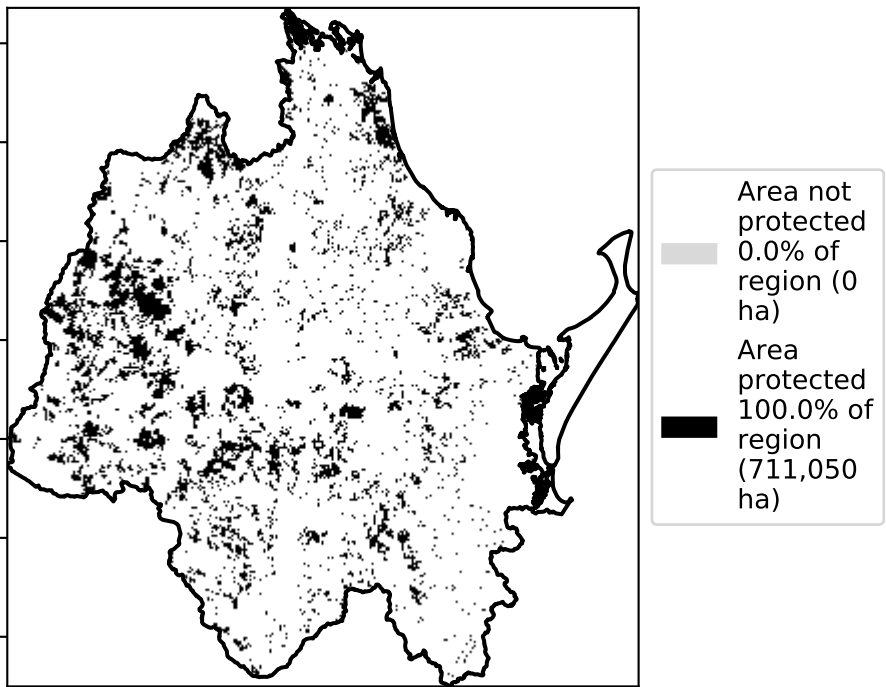 Area not
protected
0.0% of
region (0
ha)
Area
protected
100.0% of
region
(711,050
ha)